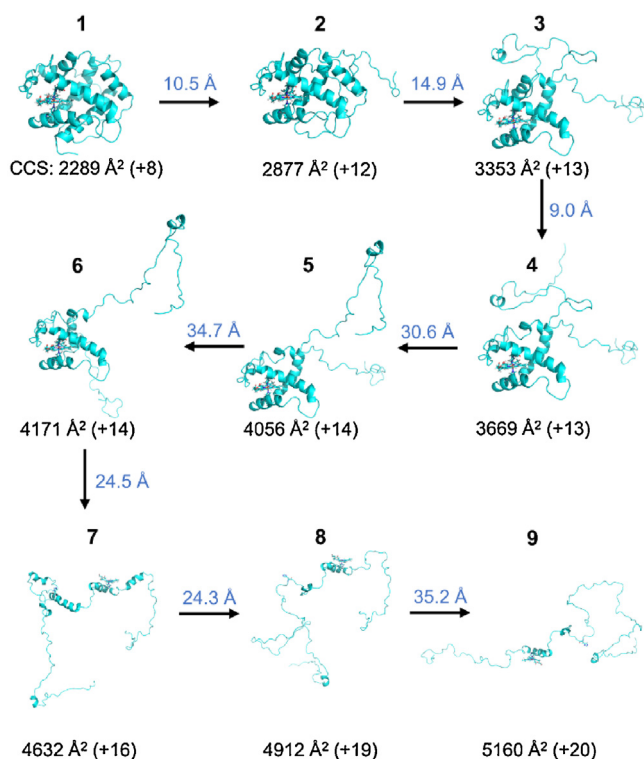 1 2 3
10.5 Å 14.9 Å
CCS: 2289 Å² (+8) 2877 Å² (+12) 3353 Å² (+13)
9.0 Å
6 5 4
34.7 Å 30.6 Å
4171 Å² (+14) 4056 Å² (+14) 3669 Å² (+13)
24.5 Å
7 8 9
24.3 Å 35.2 Å
4632 Å² (+16) 4912 Å² (+19) 5160 Å² (+20)